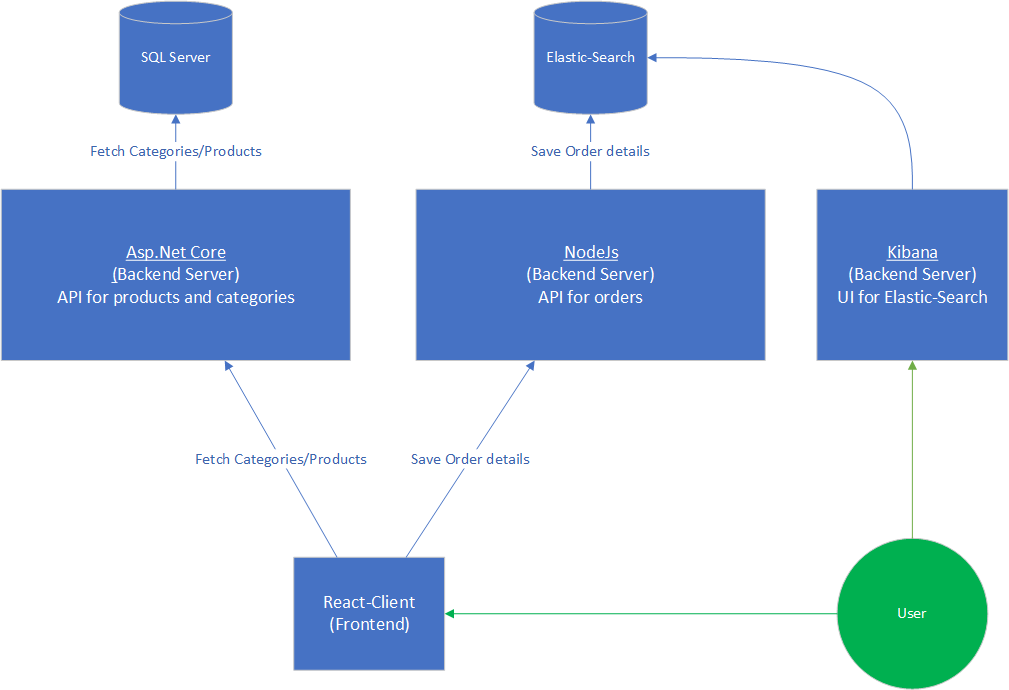 SQL Server
Elastic-Search
Fetch Categories/Products
Save Order details
Asp.Net Core
(Backend Server)
API for products and categories
NodeJs
(Backend Server)
API for orders
Kibana
(Backend Server)
UI for Elastic-Search
Fetch Categories/Products
Save Order details
React-Client
(Frontend)
User